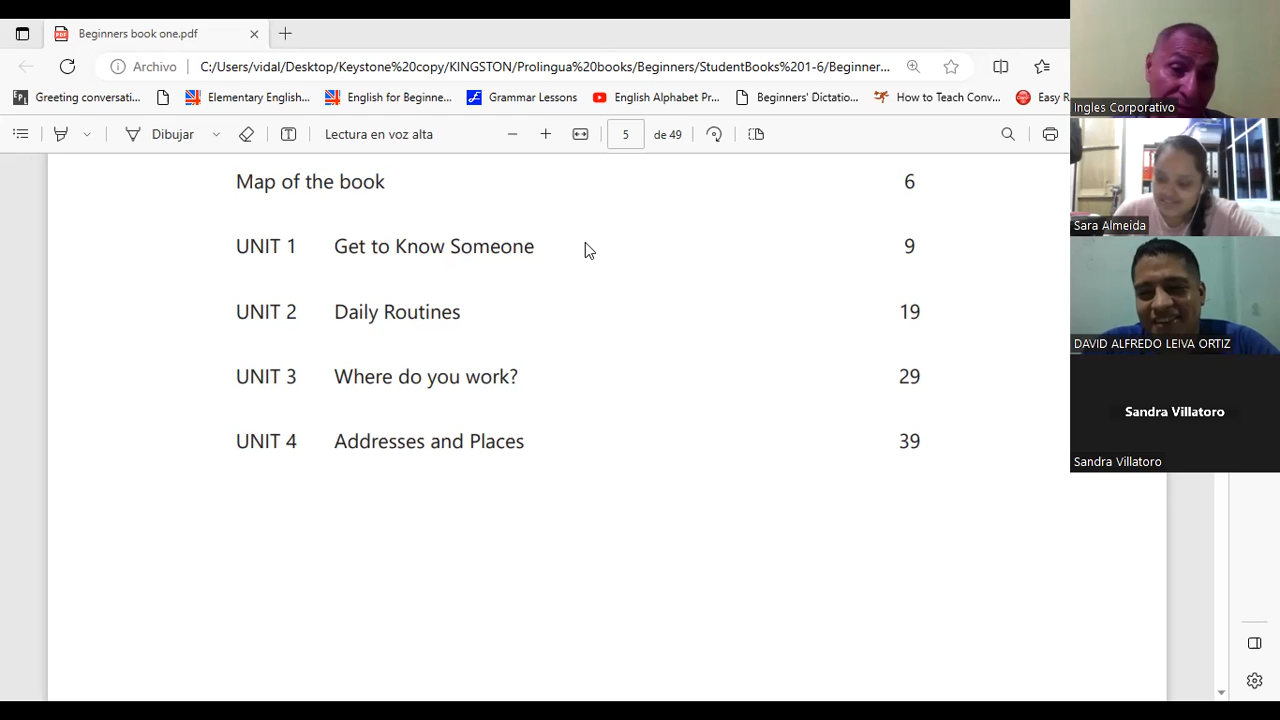 Beginners book one.pdf
Archivo C:/Users/vidal/Desktop/Keystone%20copy/KINGSTON/Prolingua%20books/Beginners/StudentBooks%201-6/Beginner...
Greeting conversati... Elementary English... English for Beginne... Grammar Lessons English Alphabet Pr... Beginners' Dictatio... How to Teach Conv... Easy R
Dibujar Lectura en voz alta 5 de 49
Map of the book 6
UNIT 1 Get to Know Someone 9
UNIT 2 Daily Routines 19
UNIT 3 Where do you work? 29
UNIT 4 Addresses and Places 39
Ingles Corporativo
Sara Almeida
DAVID ALFREDO LEIVA ORTIZ
Sandra Villatoro
Sandra Villatoro